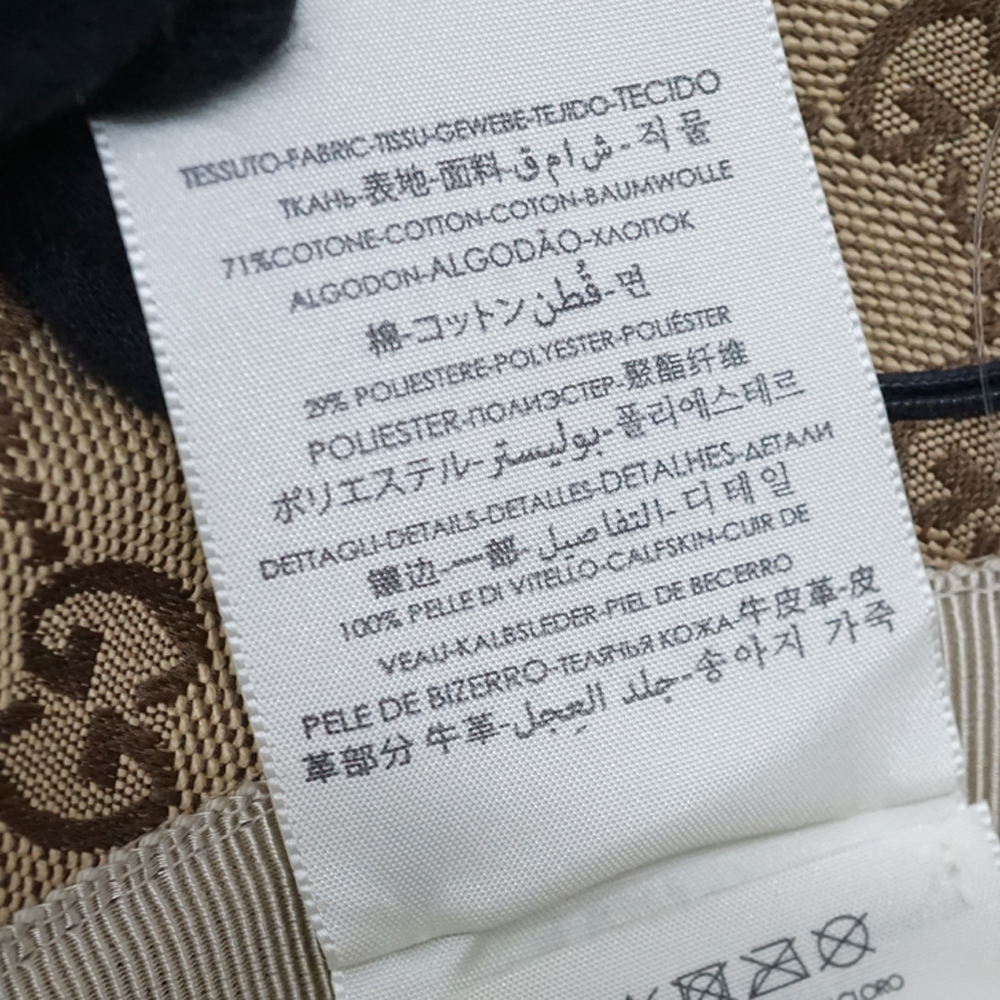 TESSUTO-FABRIC-TISSU-GEWEBE-TEJIDO-TECIDO
ТКАНЬ-表地-面料-قماش-직물
71%COTONE-COTTON-COTON-BAUMWOLLE
ALGODON-ALGODÃO-ХЛОПОК
棉-コットン-قُطن-면
29% POLIESTERE-POLYESTER-POLIÉSTER
POLIESTER-ПОЛИЭСТЕР-聚酯纤维
ポリエステル-بوليستر-폴리에스테르
DETTAGLI-DETAILS-DETALLES-DETALHES-ДЕТАЛИ
镶边-一部-التفاصيل-디테일
100% PELLE DI VITELLO-CALFSKIN-CUIR DE
VEAU-KALBSLEDER-PIEL DE BECERRO
PELE DE BIZERRO-ТЕЛЯЧЬЯ КОЖА-牛皮革-皮
革部分 牛革-جلد العجل-송아지 가죽
CLORO